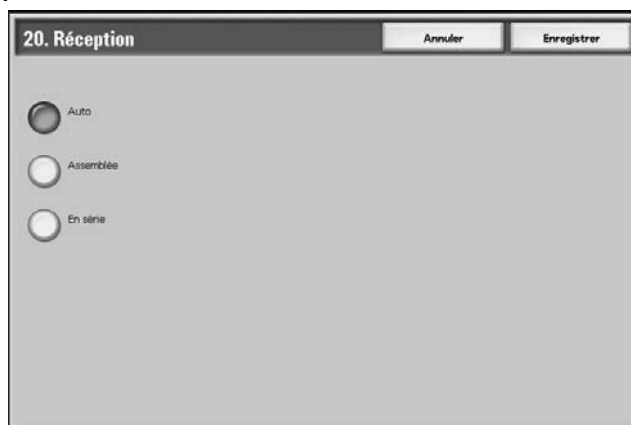 20. Réception
Annuler
Enregistrer
Auto
Assemblée
En série